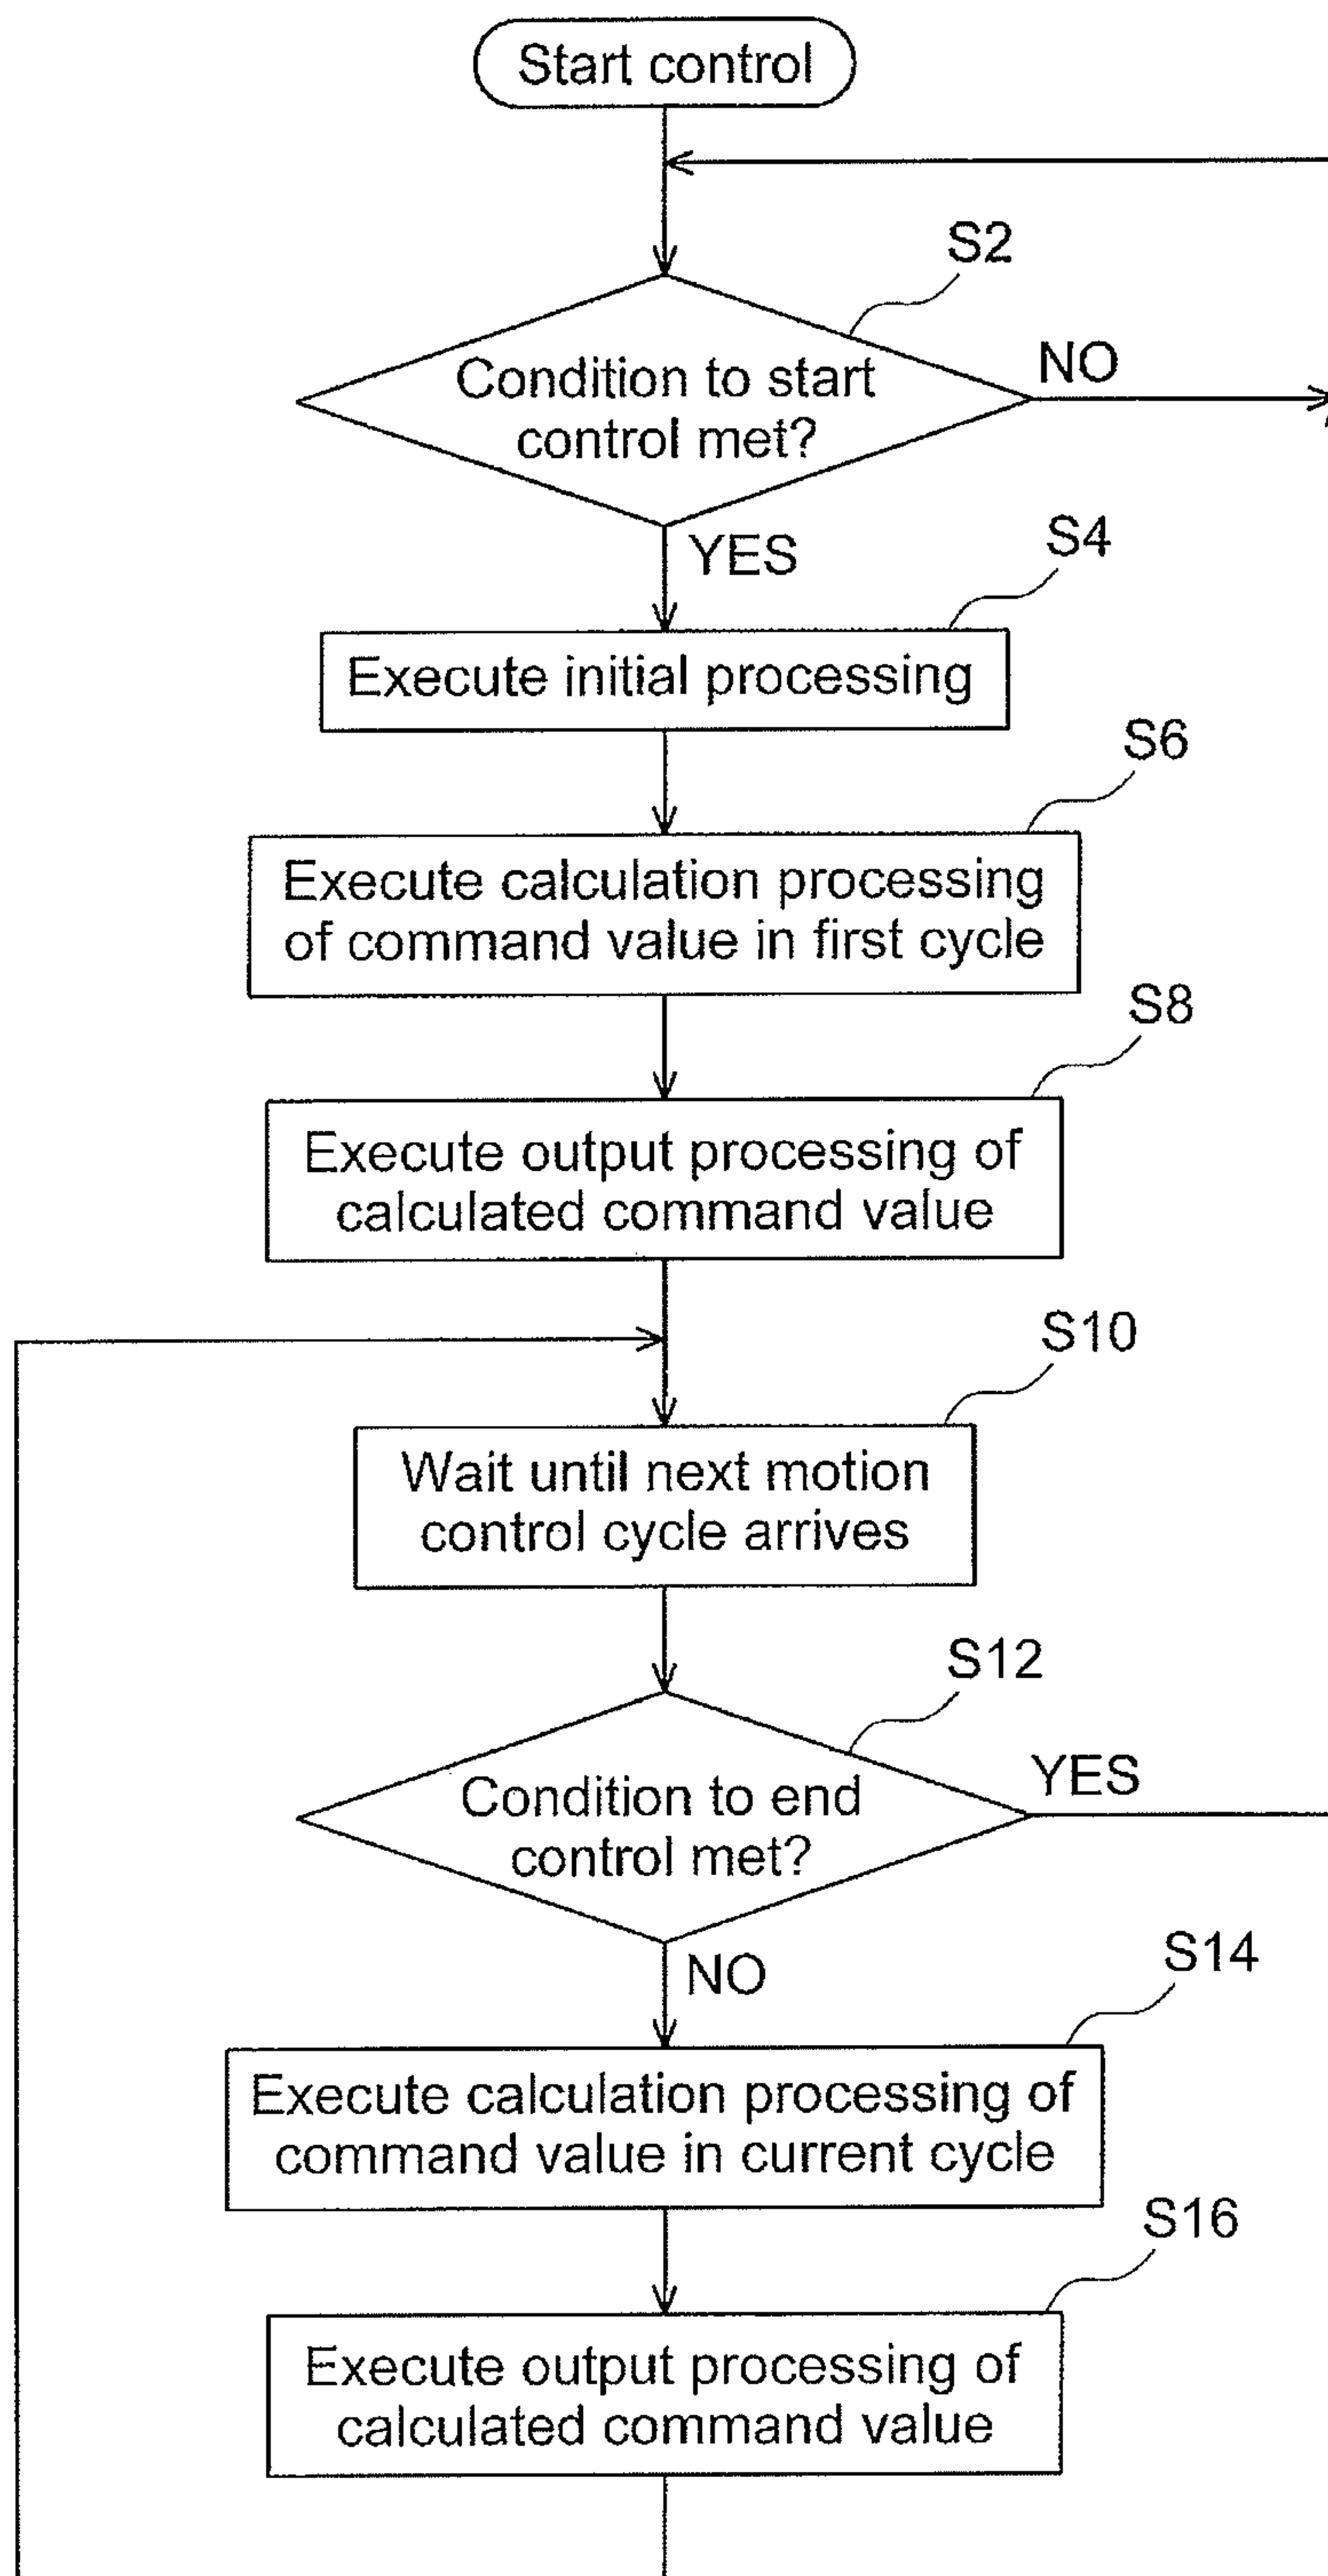 Start control
S2
Condition to start
control met?
NO
YES
S4
Execute initial processing
S6
Execute calculation processing
of command value in first cycle
S8
Execute output processing of
calculated command value
S10
Wait until next motion
control cycle arrives
S12
Condition to end
control met?
YES
NO
S14
Execute calculation processing of
command value in current cycle
S16
Execute output processing of
calculated command value